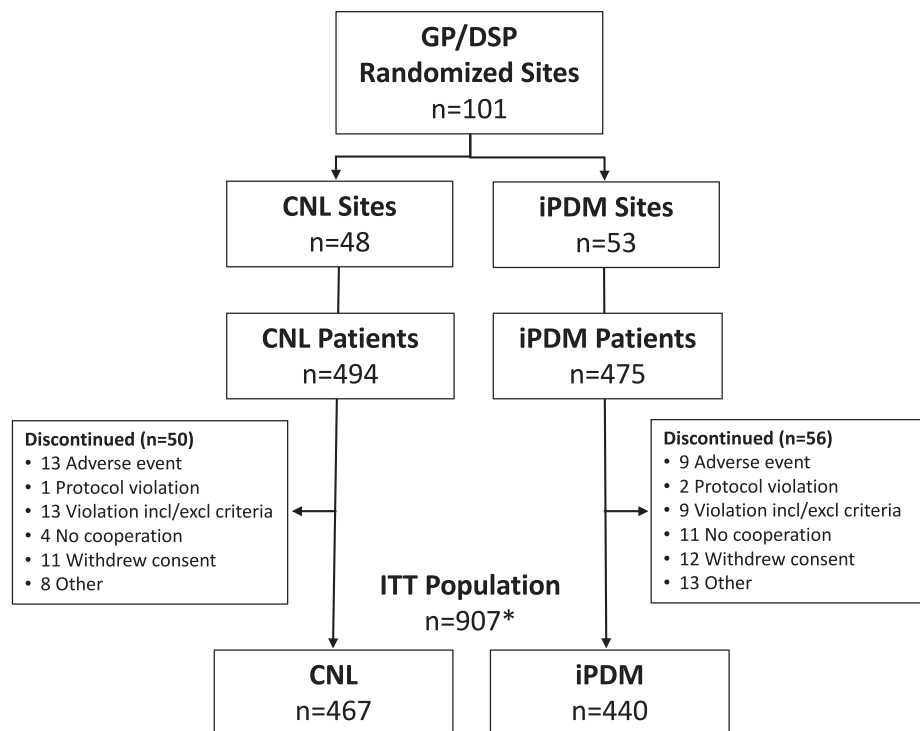 GP/DSP
Randomized Sites
n=101
CNL Sites
n=48
iPDM Sites
n=53
CNL Patients
n=494
iPDM Patients
n=475
Discontinued (n=50)
• 13 Adverse event
• 1 Protocol violation
• 13 Violation incl/excl criteria
• 4 No cooperation
• 11 Withdrew consent
• 8 Other
Discontinued (n=56)
• 9 Adverse event
• 2 Protocol violation
• 9 Violation incl/excl criteria
• 11 No cooperation
• 12 Withdrew consent
• 13 Other
ITT Population
n=907*
CNL
n=467
iPDM
n=440